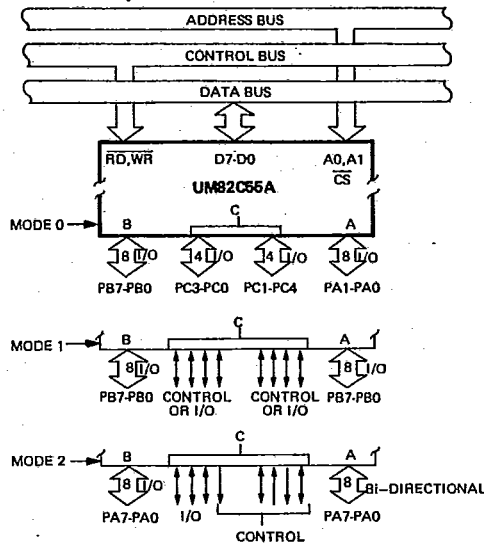 ADDRESS BUS
CONTROL BUS
DATA BUS
RD, WR D7-D0 A0,A1
CS
UM82C55A
C
MODE 0 B A
8 I/O 4 I/O 4 I/O 8 I/O
PB7-PB0 PC3-PC0 PC1-PC4 PA1-PA0
C
MODE 1 B A
8 I/O 8 I/O
PB7-PB0 CONTROL OR I/O CONTROL OR I/O PB7-PB0
C
MODE 2 B A
8 I/O 8 Bi-DIRECTIONAL
PA7-PA0 I/O PA7-PA0
CONTROL